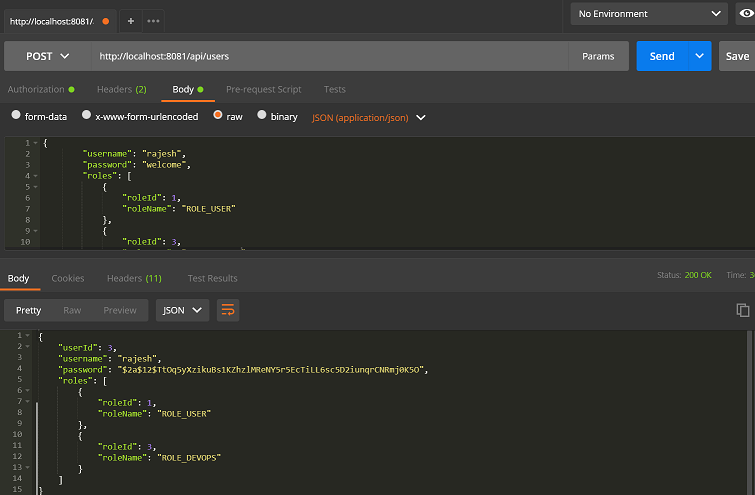 http://localhost:8081/ + ••• No Environment
POST http://localhost:8081/api/users Params Send Save
Authorization Headers (2) Body Pre-request Script Tests
form-data x-www-form-urlencoded raw binary JSON (application/json)
1 {
2 "username": "rajesh",
3 "password": "welcome",
4 "roles": [
5 {
6 "roleId": 1,
7 "roleName": "ROLE_USER"
8 },
9 {
10 "roleId": 3,
Body Cookies Headers (11) Test Results Status: 200 OK Time:
Pretty Raw Preview JSON
1 {
2 "userId": 3,
3 "username": "rajesh",
4 "password": "$2a$12$TtOq5yXzikuBs1KZhzlMReNY5r5EcTiLL6sc5D2iunqrCNRmj0K5O",
5 "roles": [
6 {
7 "roleId": 1,
8 "roleName": "ROLE_USER"
9 },
10 {
11 "roleId": 3,
12 "roleName": "ROLE_DEVOPS"
13 }
14 ]
15 }